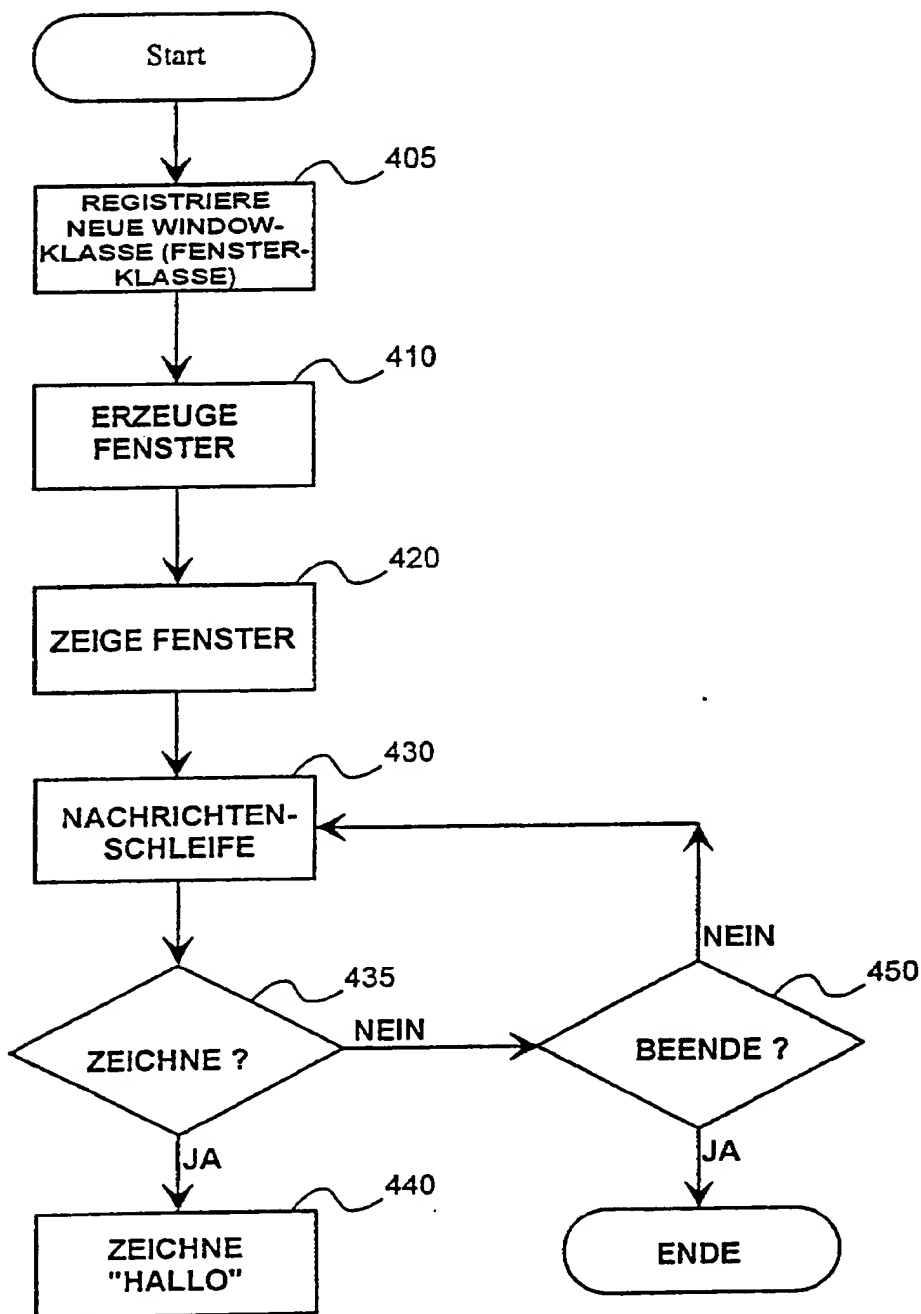 Start
405
REGISTRIERE
NEUE WINDOW-
KLASSE (FENSTER-
KLASSE)
410
ERZEUGE
FENSTER
420
ZEIGE FENSTER
430
NACHRICHTEN-
SCHLEIFE
NEIN
435
450
ZEICHNE ?
NEIN
BEENDE ?
JA
JA
440
ZEICHNE
"HALLO"
ENDE